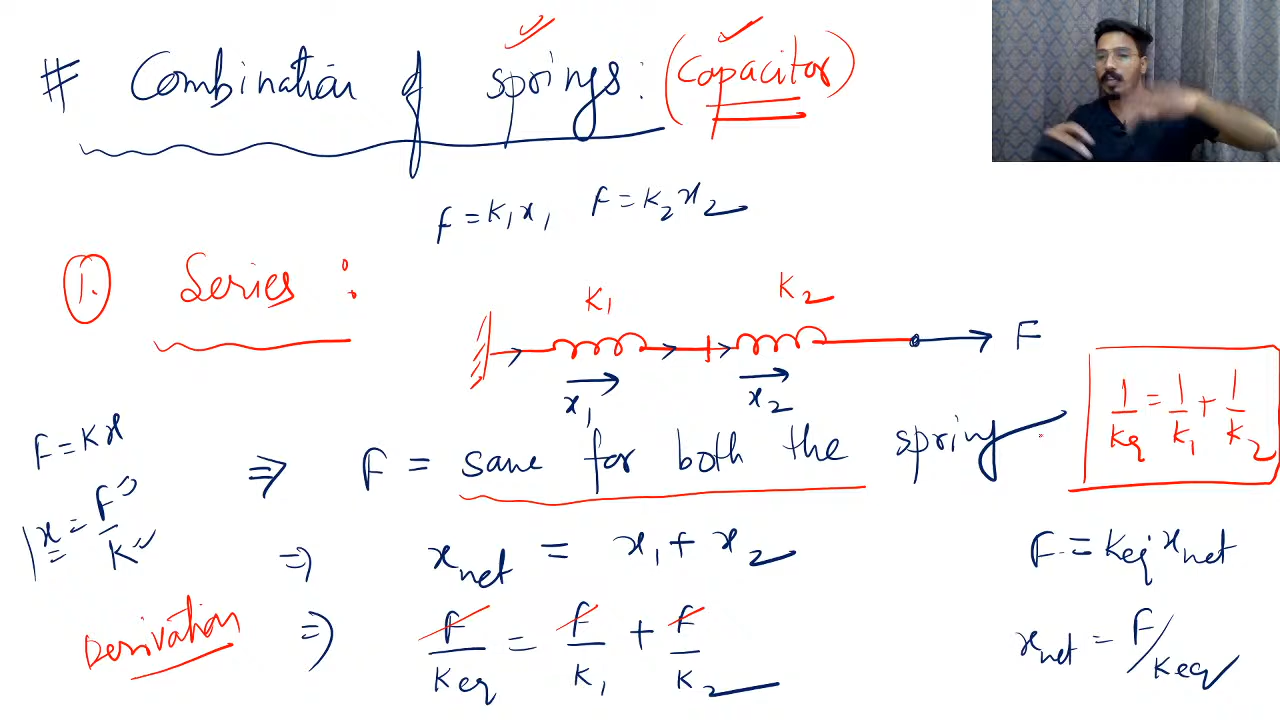 # Combination of springs: (Capacitor)
F = K₁x₁ F = K₂x₂
1. Series :
K₁ K₂
F
x₁ x₂
1/Keq = 1/K₁ + 1/K₂
F = Kx
⇒ F = same for both the spring
x = F/K
⇒ xnet = x₁ + x₂
F = Keq xnet
Derivation ⇒ F/Keq = F/K₁ + F/K₂
xnet = F/Keq